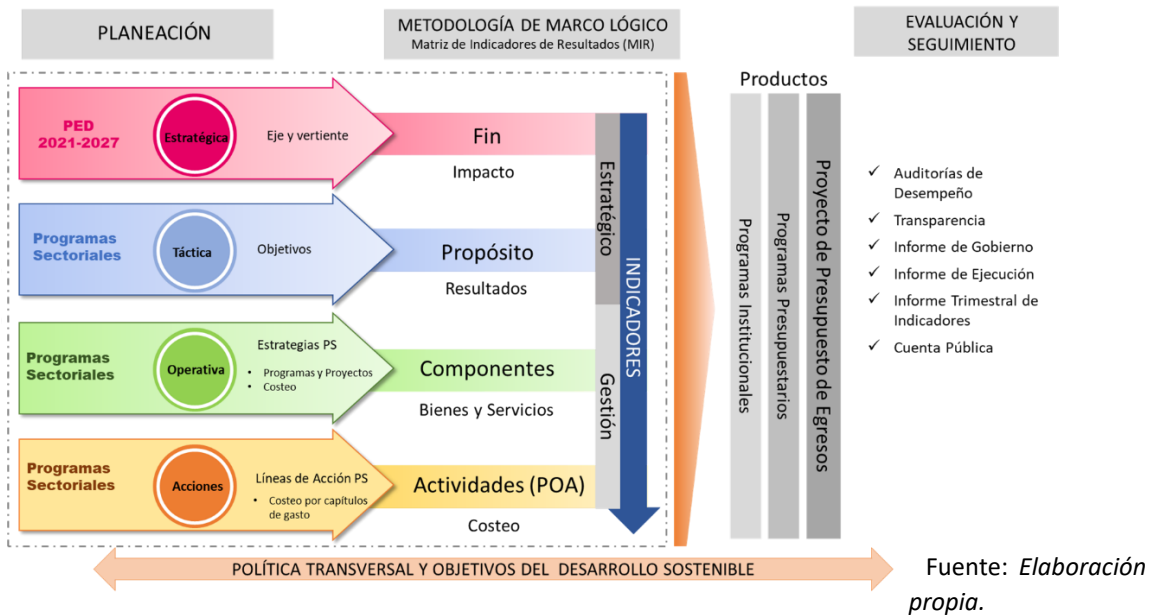 PLANEACIÓN
METODOLOGÍA DE MARCO LÓGICO
Matriz de Indicadores de Resultados (MIR)
EVALUACIÓN Y
SEGUIMIENTO
PED
2021-2027
Estratégica
Eje y vertiente
Fin
Impacto
Programas
Sectoriales
Táctica
Objetivos
Propósito
Resultados
Programas
Sectoriales
Operativa
Estrategias PS
• Programas y Proyectos
• Costeo
Componentes
Bienes y Servicios
Programas
Sectoriales
Acciones
Líneas de Acción PS
• Costeo por capítulos
de gasto
Actividades (POA)
Costeo
Estratégico
Gestión
INDICADORES
Productos
Programas Institucionales
Programas Presupuestarios
Proyecto de Presupuesto de Egresos
✓ Auditorías de
Desempeño
✓ Transparencia
✓ Informe de Gobierno
✓ Informe de Ejecución
✓ Informe Trimestral de
Indicadores
✓ Cuenta Pública
POLÍTICA TRANSVERSAL Y OBJETIVOS DEL DESARROLLO SOSTENIBLE
Fuente: Elaboración
propia.